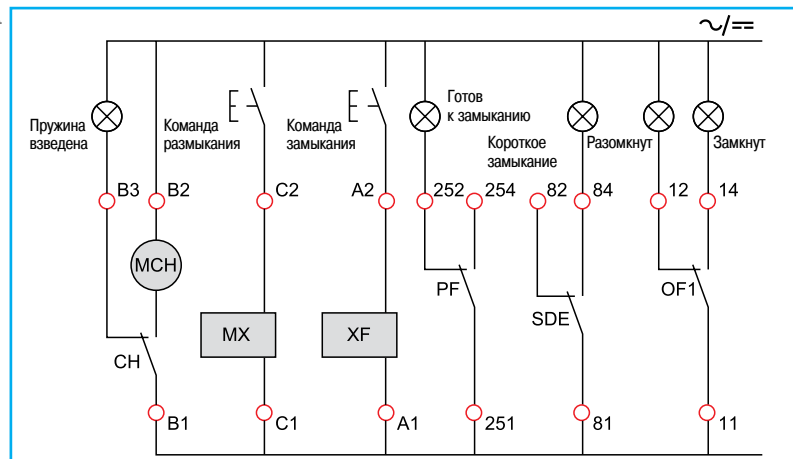 ~/==
Пружина
взведена
Команда
размыкания
Команда
замыкания
Готов
к замыканию
Короткое
замыкание
Разомкнут
Замкнут
B3
B2
C2
A2
252
254
82
84
12
14
MCH
MX
XF
PF
SDE
OF1
CH
B1
C1
A1
251
81
11